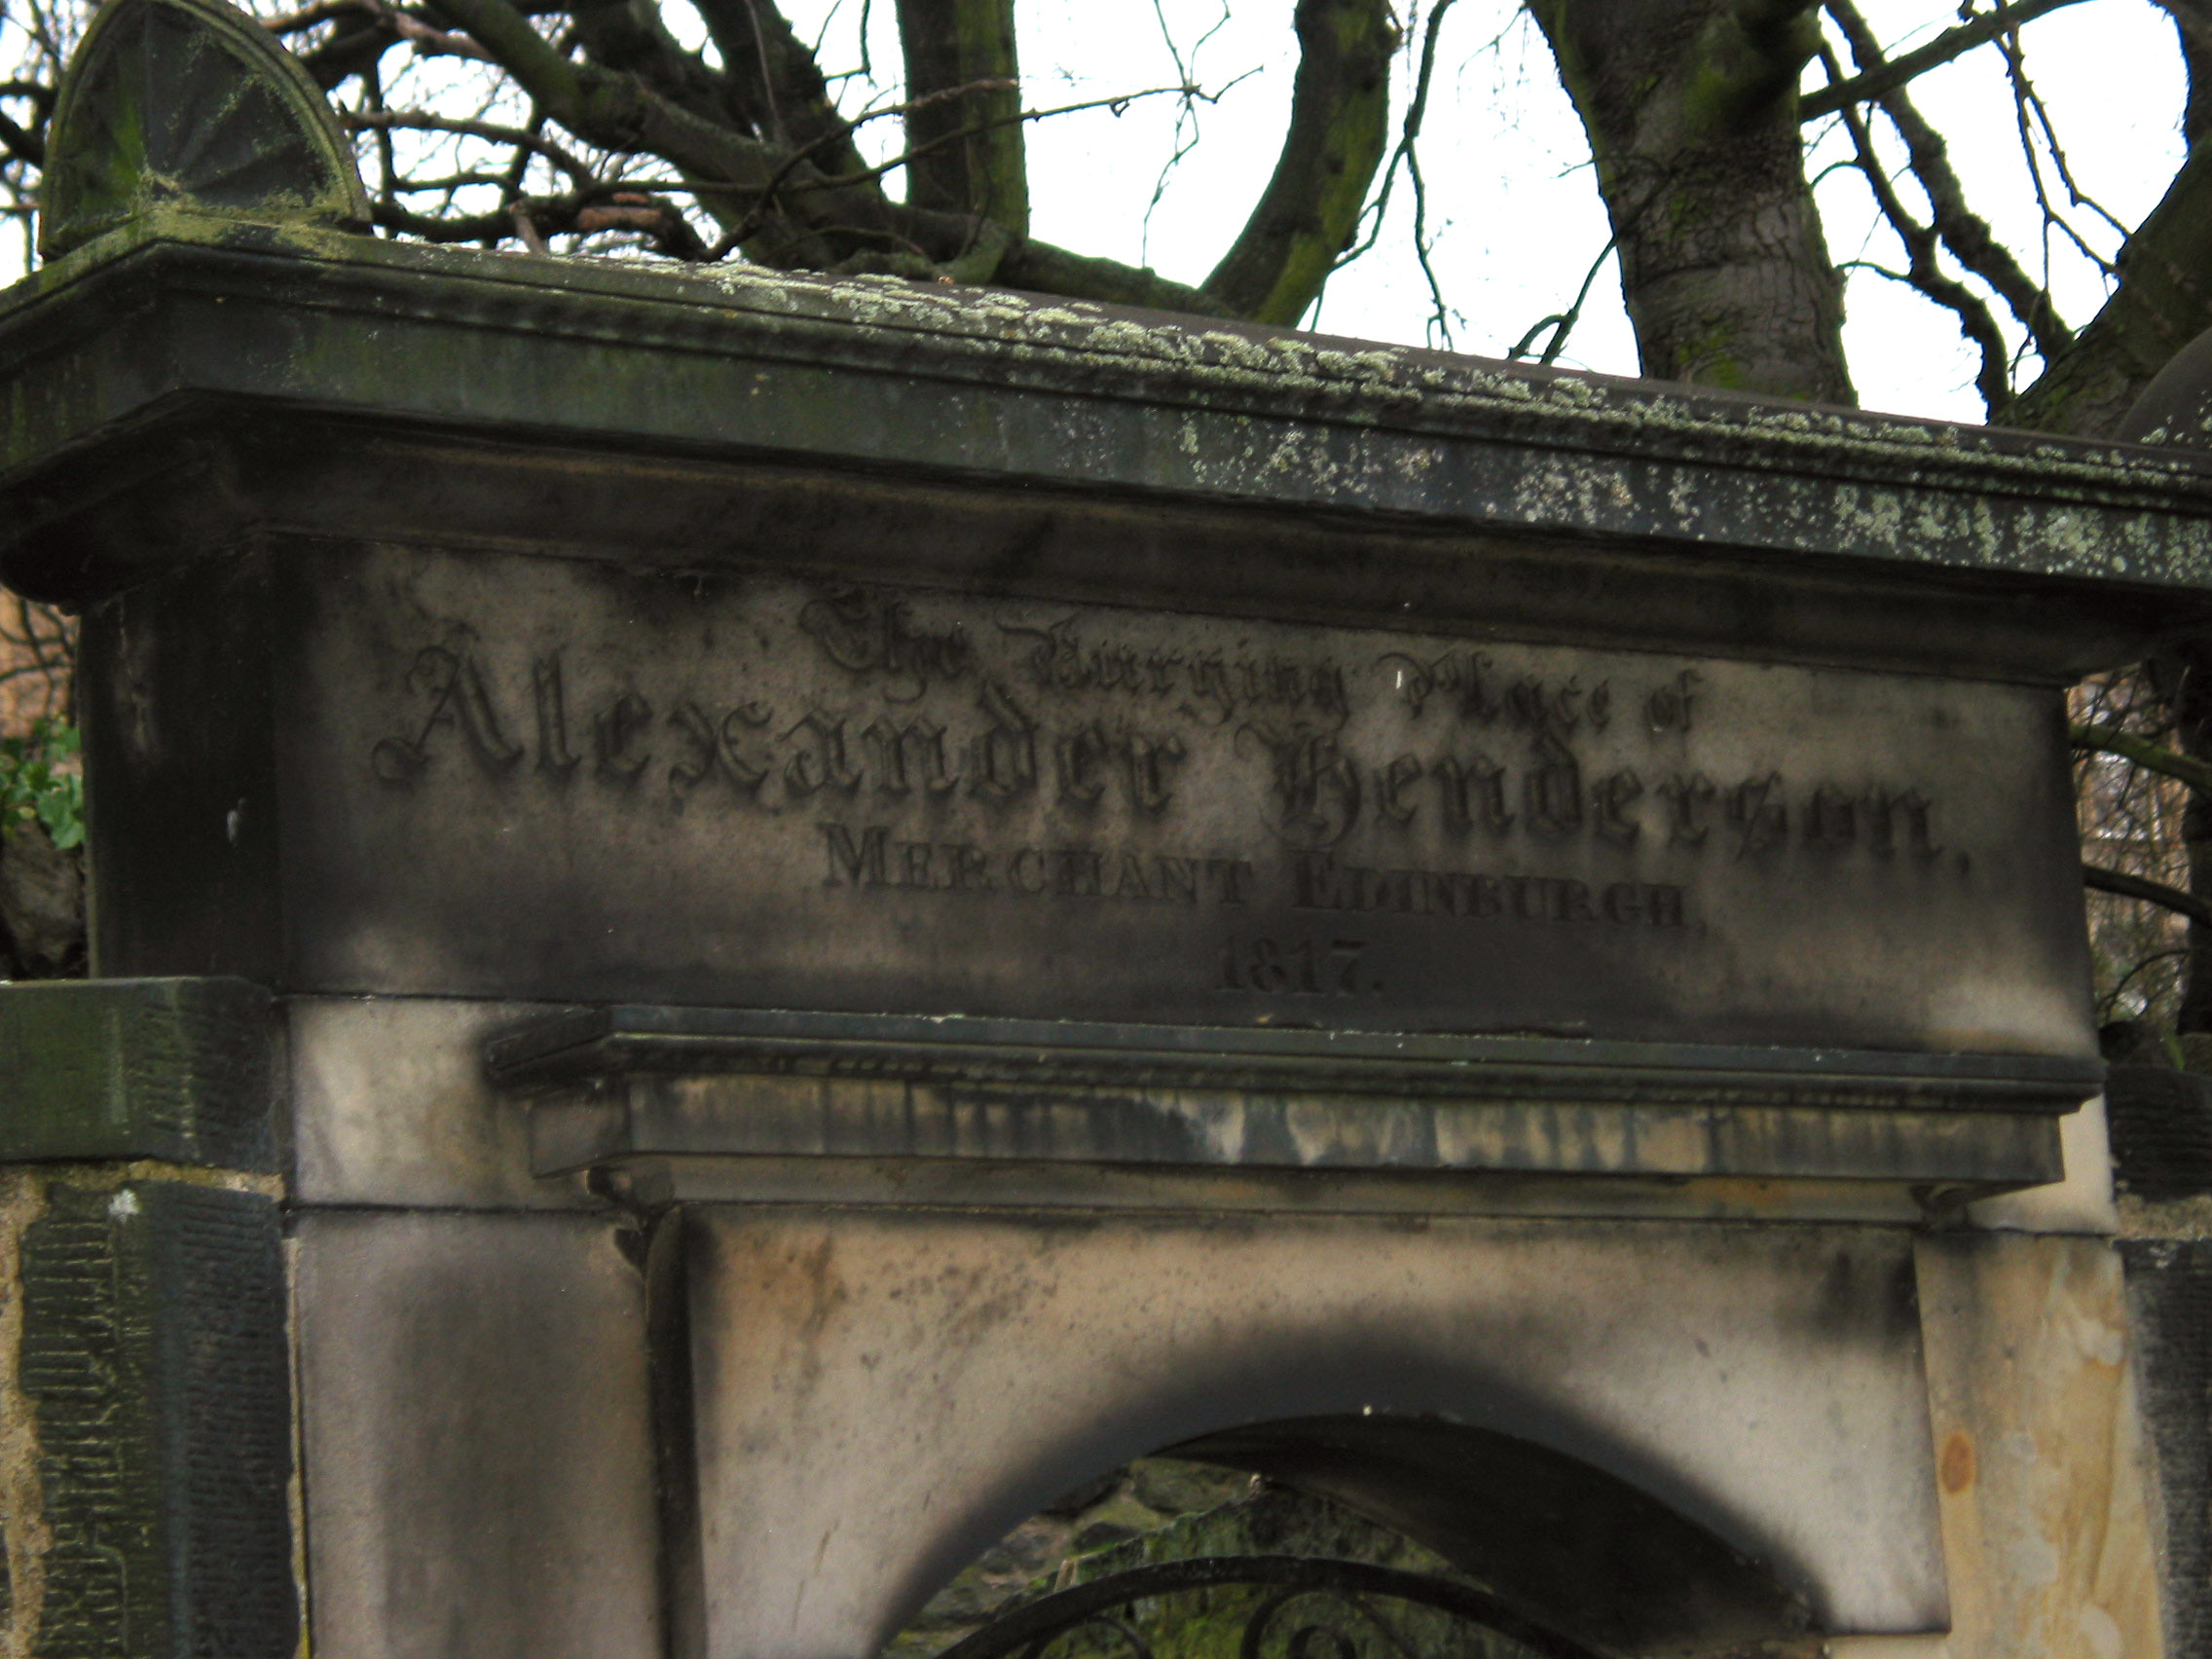 The Burying Place of
Alexander Henderson,
MERCHANT EDINBURGH,
1817.